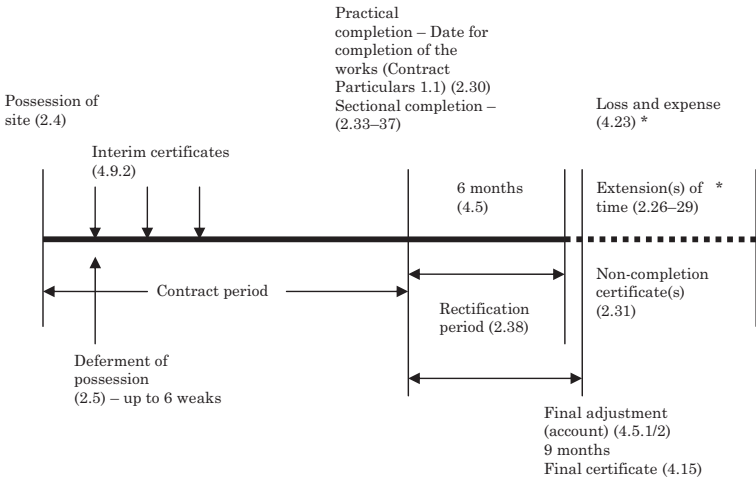 Practical
completion – Date for
completion of the
works (Contract
Particulars 1.1) (2.30)
Sectional completion –
(2.33–37)
Possession of
site (2.4)
Loss and expense
(4.23) *
Interim certificates
(4.9.2)
6 months
(4.5)
Extension(s) of *
time (2.26–29)
Contract period
Non-completion
certificate(s)
(2.31)
Rectification
period (2.38)
Deferment of
possession
(2.5) – up to 6 weaks
Final adjustment
(account) (4.5.1/2)
9 months
Final certificate (4.15)